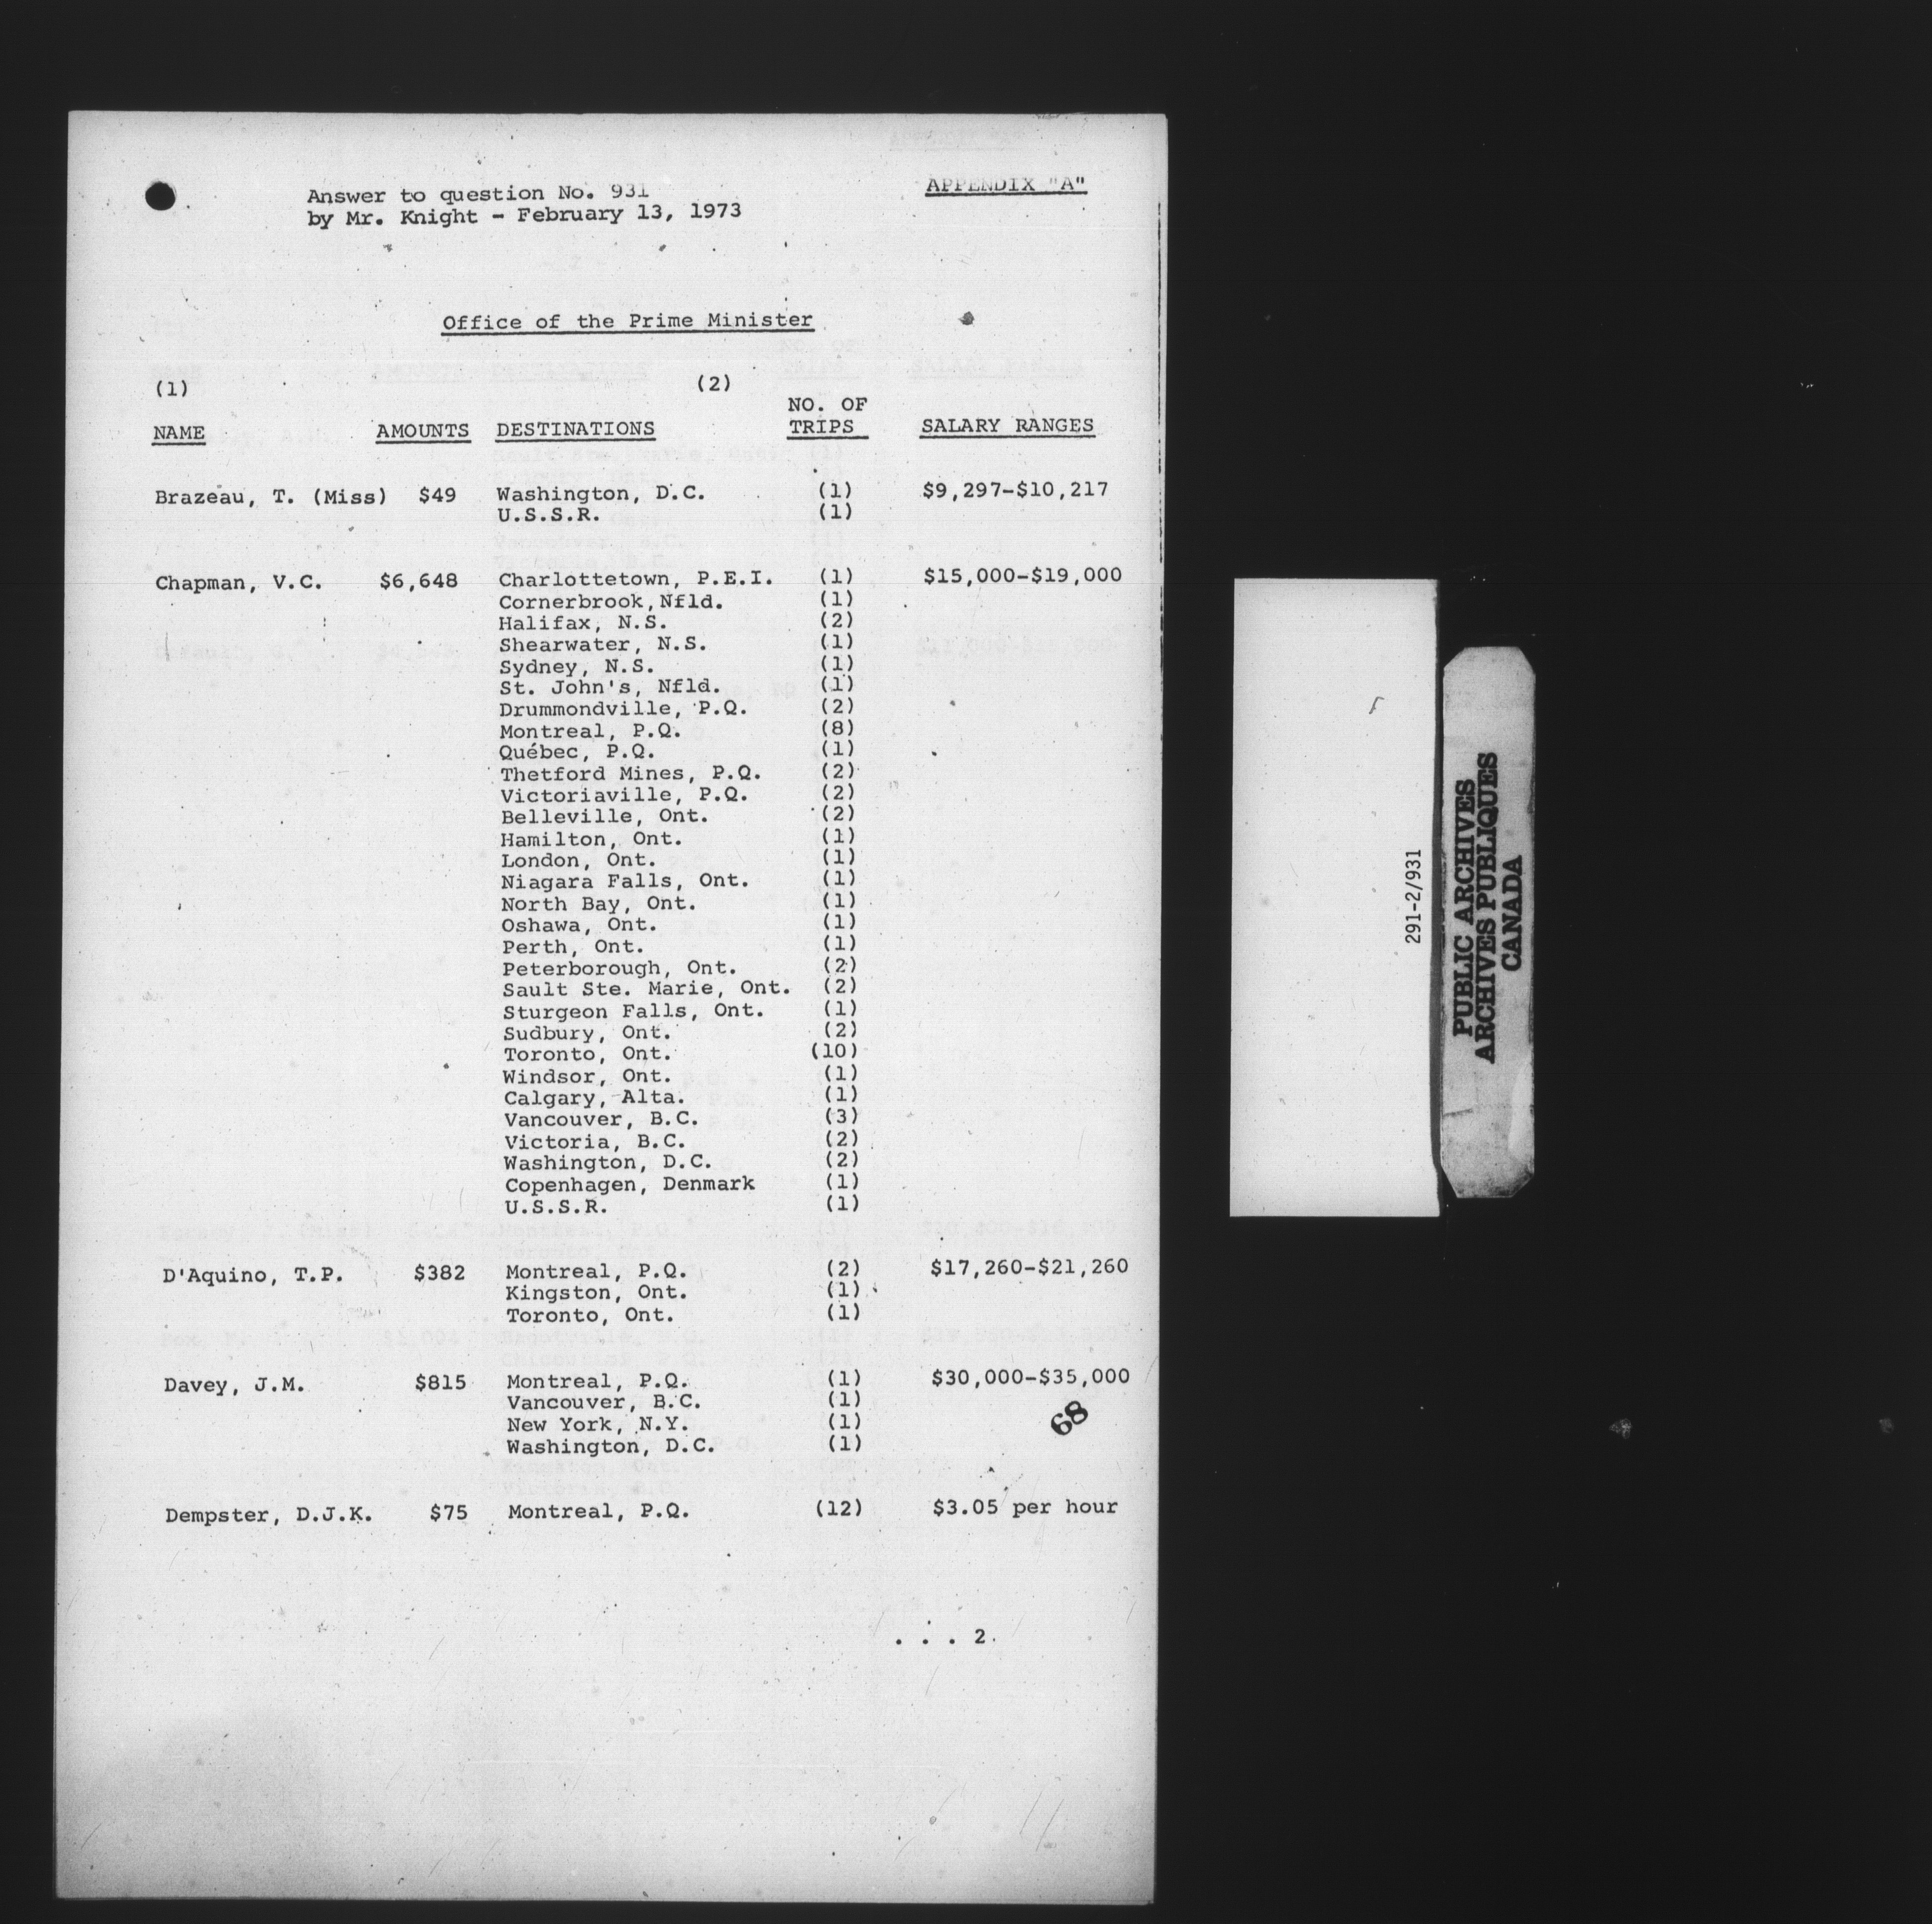 APPENDIX "A"
Answer to question No. 931
by Mr. Knight - February 13, 1973
Office of the Prime Minister
(1) (2)
NO. OF
NAME AMOUNTS DESTINATIONS TRIPS SALARY RANGES
Brazeau, T. (Miss) $49 Washington, D.C. (1) $9,297-$10,217
U.S.S.R. (1)
Chapman, V.C. $6,648 Charlottetown, P.E.I. (1) $15,000-$19,000
Cornerbrook, Nfld. (1)
Halifax, N.S. (2)
Shearwater, N.S. (1)
Sydney, N.S. (1)
St. John's, Nfld. (1)
Drummondville, P.Q. (2)
Montreal, P.Q. (8)
Québec, P.Q. (1)
Thetford Mines, P.Q. (2)
Victoriaville, P.Q. (2)
Belleville, Ont. (2)
Hamilton, Ont. (1)
London, Ont. (1)
Niagara Falls, Ont. (1)
North Bay, Ont. (1)
Oshawa, Ont. (1)
Perth, Ont. (1)
Peterborough, Ont. (2)
Sault Ste. Marie, Ont. (2)
Sturgeon Falls, Ont. (1)
Sudbury, Ont. (2)
Toronto, Ont. (10)
Windsor, Ont. (1)
Calgary, Alta. (1)
Vancouver, B.C. (3)
Victoria, B.C. (2)
Washington, D.C. (2)
Copenhagen, Denmark (1)
U.S.S.R. (1)
D'Aquino, T.P. $382 Montreal, P.Q. (2) $17,260-$21,260
Kingston, Ont. (1)
Toronto, Ont. (1)
Davey, J.M. $815 Montreal, P.Q. (1) $30,000-$35,000
Vancouver, B.C. (1)
New York, N.Y. (1)
Washington, D.C. (1)
68
Dempster, D.J.K. $75 Montreal, P.Q. (12) $3.05 per hour
. . . 2
291-2/931
PUBLIC ARCHIVES
ARCHIVES PUBLIQUES
CANADA